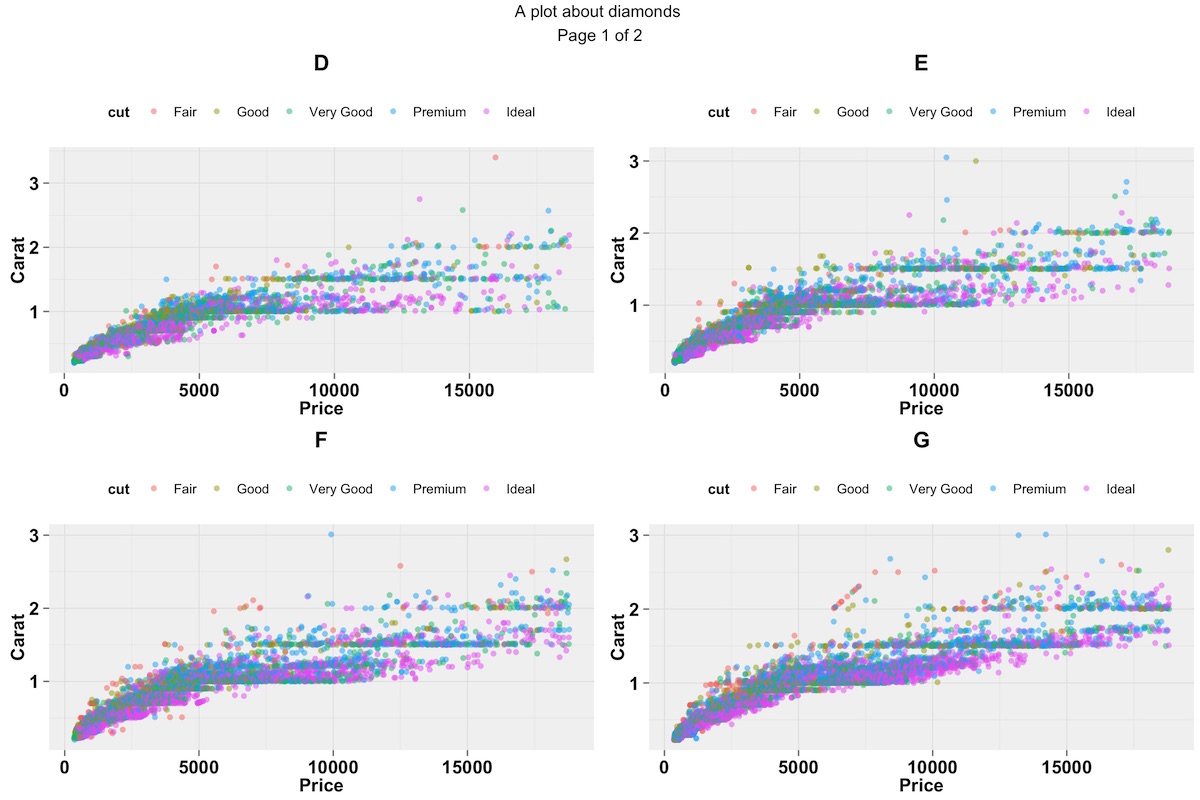 A plot about diamonds
Page 1 of 2
D
cut Fair Good Very Good Premium Ideal
3
2
1
Carat
0 5000 10000 15000
Price
E
cut Fair Good Very Good Premium Ideal
3
2
1
Carat
0 5000 10000 15000
Price
F
cut Fair Good Very Good Premium Ideal
3
2
1
Carat
0 5000 10000 15000
Price
G
cut Fair Good Very Good Premium Ideal
3
2
1
Carat
0 5000 10000 15000
Price